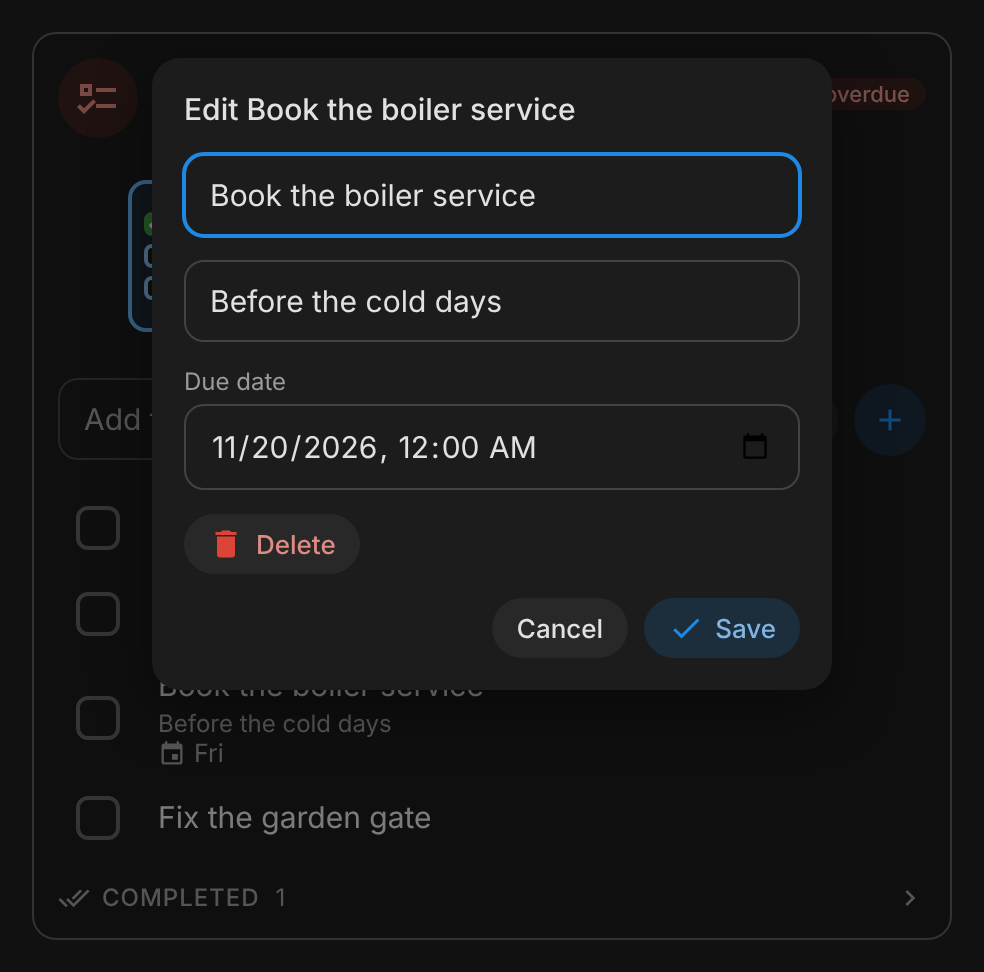 Edit Book the boiler service
overdue
Book the boiler service
Before the cold days
Due date
Add
11/20/2026, 12:00 AM
Delete
Cancel
Save
Book the boiler service
Before the cold days
Fri
Fix the garden gate
COMPLETED 1